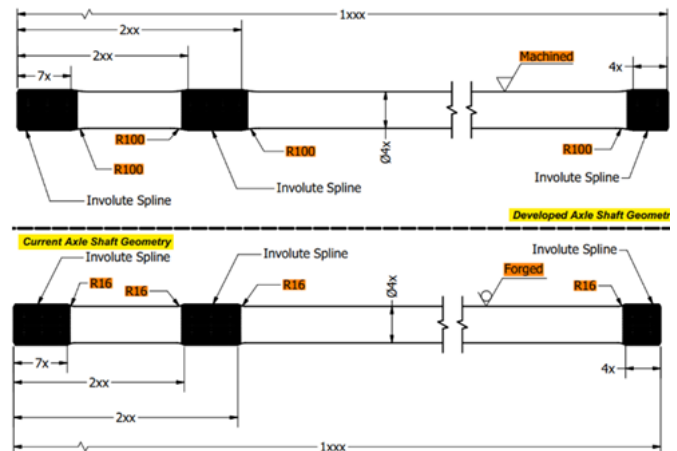 1xxx
2xx
2xx
7x
Machined
4x
R100
R100
R100
Ø4x
R100
Involute Spline
Involute Spline
Involute Spline
Developed Axle Shaft Geometr
Current Axle Shaft Geometry
Involute Spline
Involute Spline
Involute Spline
R16
R16
R16
Ø4x
Forged
R16
7x
2xx
4x
2xx
1xxx